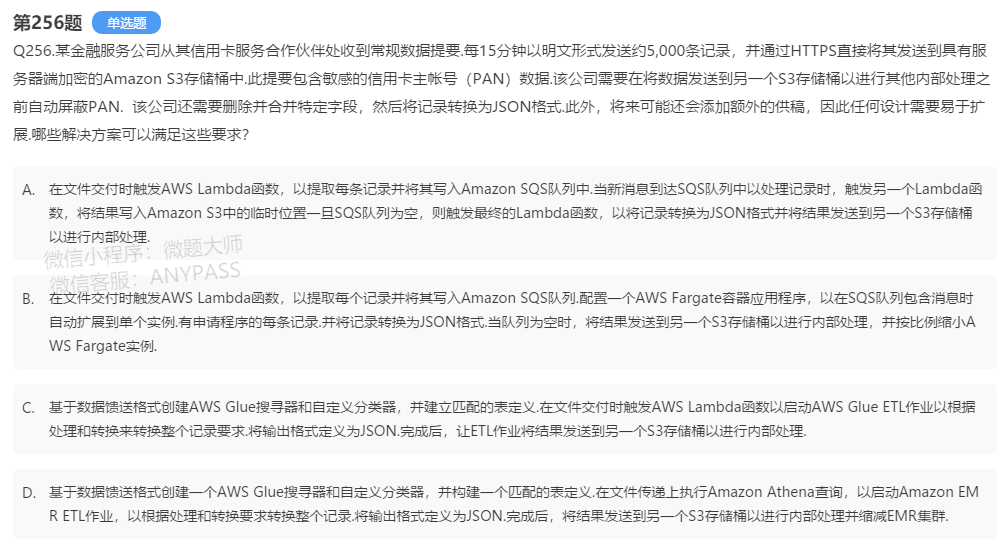 第256题 单选题
Q256.某金融服务公司从其信用卡服务合作伙伴处收到常规数据提要.每15分钟以明文形式发送约5,000条记录，并通过HTTPS直接将其发送到具有服
务器端加密的Amazon S3存储桶中.此提要包含敏感的信用卡主帐号（PAN）数据.该公司需要在将数据发送到另一个S3存储桶以进行其他内部处理之
前自动屏蔽PAN. 该公司还需要删除并合并特定字段，然后将记录转换为JSON格式.此外，将来可能还会添加额外的供稿，因此任何设计需要易于扩
展.哪些解决方案可以满足这些要求?
A. 在文件交付时触发AWS Lambda函数，以提取每条记录并将其写入Amazon SQS队列中.当新消息到达SQS队列中以处理记录时，触发另一个Lambda函
数，将结果写入Amazon S3中的临时位置一旦SQS队列为空，则触发最终的Lambda函数，以将记录转换为JSON格式并将结果发送到另一个S3存储桶
以进行内部处理.
微信小程序：微题大师
微信客服：ANYPASS
B. 在文件交付时触发AWS Lambda函数，以提取每个记录并将其写入Amazon SQS队列.配置一个AWS Fargate容器应用程序，以在SQS队列包含消息时
自动扩展到单个实例.有申请程序的每条记录.并将记录转换为JSON格式.当队列为空时，将结果发送到另一个S3存储桶以进行内部处理，并按比例缩小A
WS Fargate实例.
C. 基于数据馈送格式创建AWS Glue搜寻器和自定义分类器，并建立匹配的表定义.在文件交付时触发AWS Lambda函数以启动AWS Glue ETL作业以根据
处理和转换来转换整个记录要求.将输出格式定义为JSON.完成后，让ETL作业将结果发送到另一个S3存储桶以进行内部处理.
D. 基于数据馈送格式创建一个AWS Glue搜寻器和自定义分类器，并构建一个匹配的表定义.在文件传递上执行Amazon Athena查询，以启动Amazon EM
R ETL作业，以根据处理和转换要求转换整个记录.将输出格式定义为JSON.完成后，将结果发送到另一个S3存储桶以进行内部处理并缩减EMR集群.